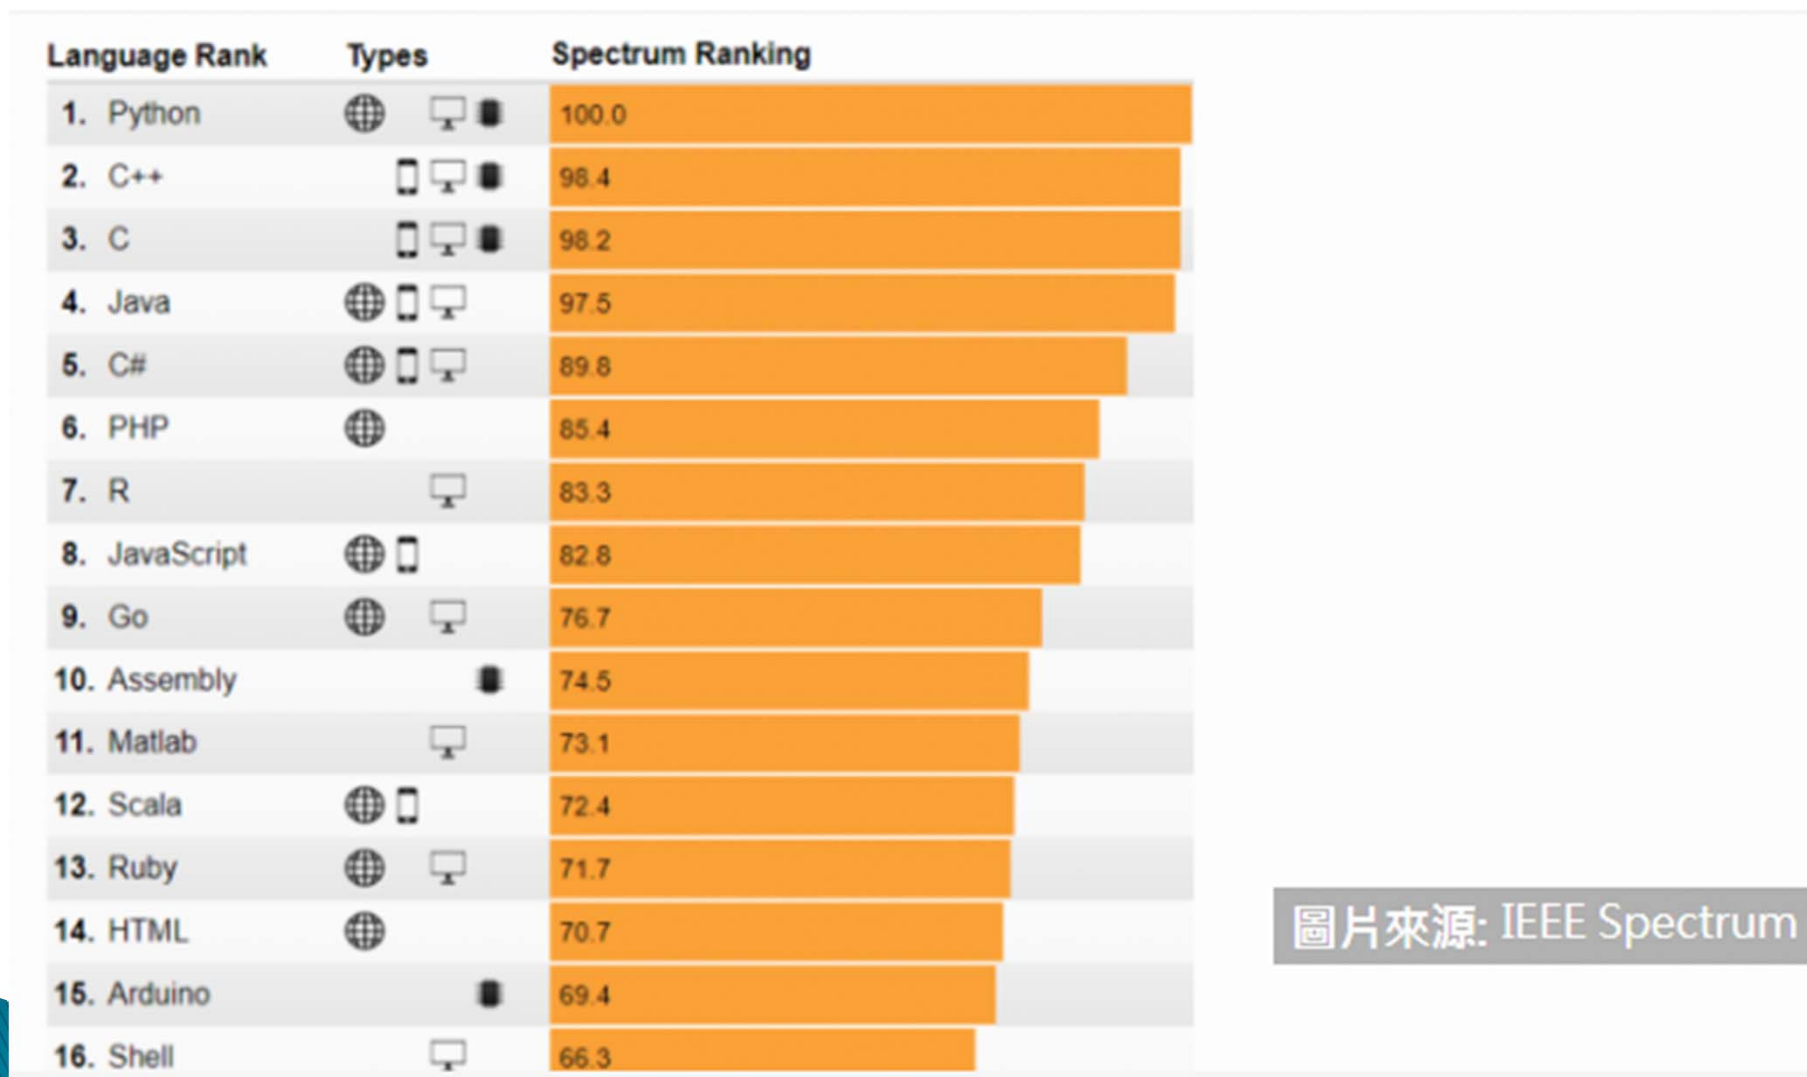 Language Rank Types Spectrum Ranking
1. Python 100.0
2. C++ 98.4
3. C 98.2
4. Java 97.5
5. C# 89.8
6. PHP 85.4
7. R 83.3
8. JavaScript 82.8
9. Go 76.7
10. Assembly 74.5
11. Matlab 73.1
12. Scala 72.4
13. Ruby 71.7
14. HTML 70.7
15. Arduino 69.4
16. Shell 66.3
圖片來源: IEEE Spectrum